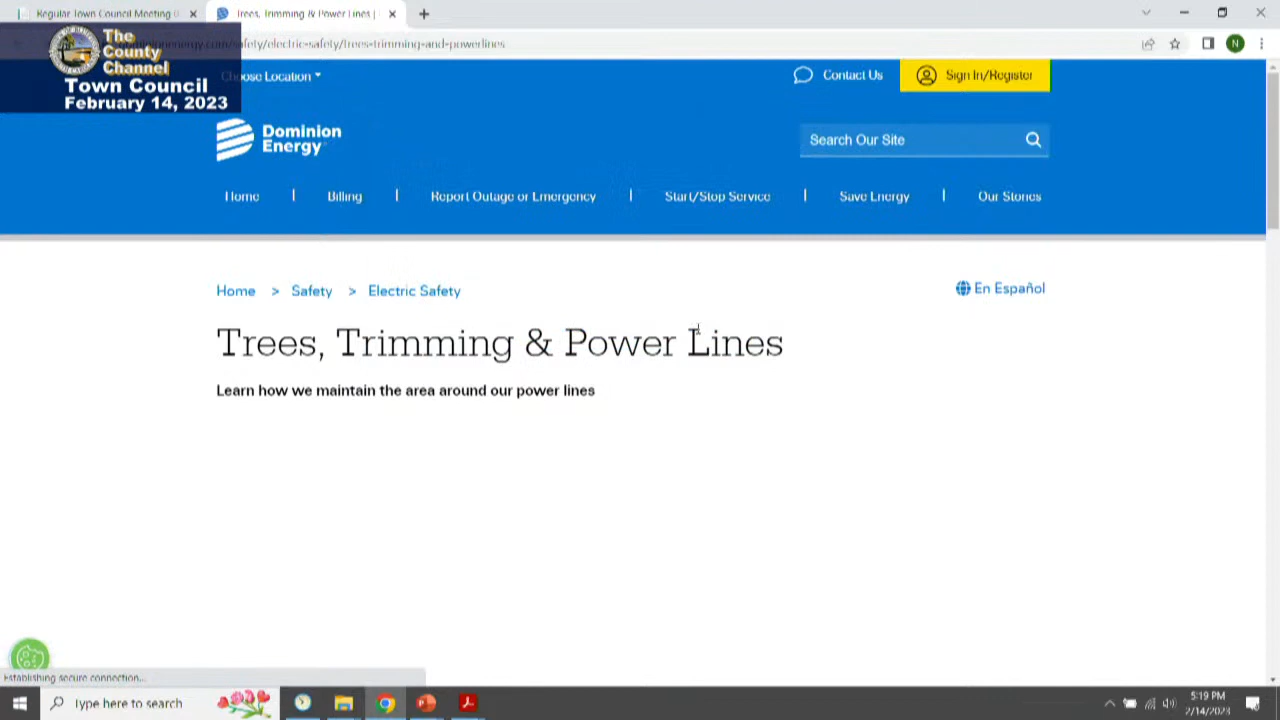 Regular Town Council Meeting
Trees, Trimming & Power Lines |
The
County
Channel
energy.com/safety/electric-safety/trees-trimming-and-powerlines
Town Council
February 14, 2023
Choose Location
Contact Us
Sign In/Register
Dominion
Energy
Search Our Site
Home | Billing | Report Outage or Emergency | Start/Stop Service | Save Energy | Our Stories
Home > Safety > Electric Safety
En Español
Trees, Trimming & Power Lines
Learn how we maintain the area around our power lines
Establishing secure connection...
Type here to search
5:19 PM
2/14/2023
N